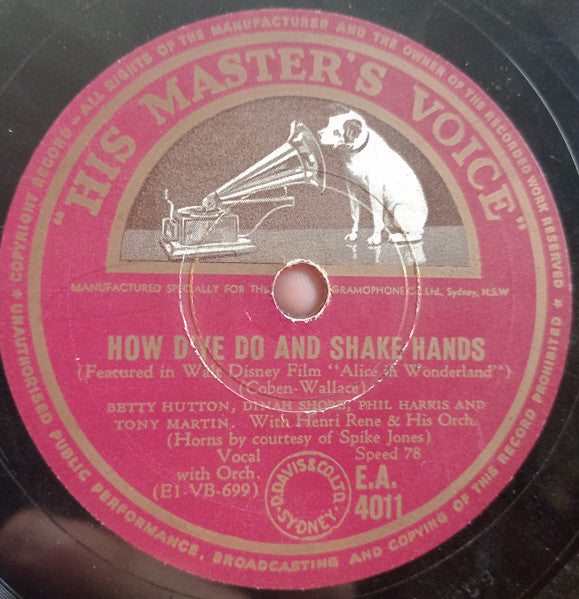 COPYRIGHT RECORD — ALL RIGHTS OF THE MANUFACTURER AND THE OWNER OF THE RECORDED WORK RESERVED
"HIS MASTER'S VOICE"
MANUFACTURED SPECIALLY FOR THIS GRAMOPHONE Co. Ltd., Sydney, N.S.W
HOW D'YE DO AND SHAKE HANDS
(Featured in Walt Disney Film "Alice in Wonderland")
(Coben-Wallace)
BETTY HUTTON, DINAH SHORE, PHIL HARRIS AND
TONY MARTIN, With Henri Rene & His Orch.
(Horns by courtesy of Spike Jones)
Vocal Speed 78
with Orch. E.A.
(E1-VB-699) 4011
D.DAVIS&CO.LTD.
SYDNEY.
UNAUTHORISED PUBLIC PERFORMANCE, BROADCASTING AND COPYING OF THIS RECORD PROHIBITED